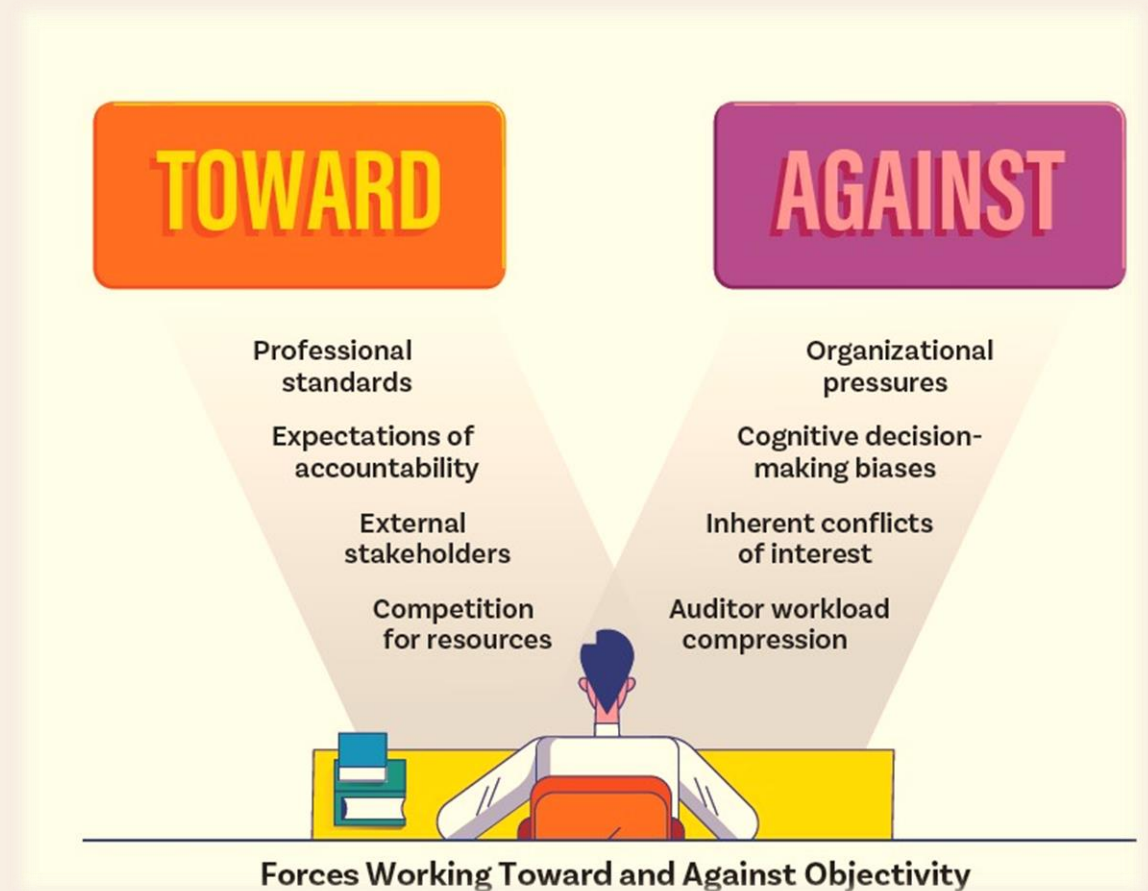 TOWARD
Professional
standards
Expectations of
accountability
External
stakeholders
Competition
for resources
AGAINST
Organizational
pressures
Cognitive decision-
making biases
Inherent conflicts
of interest
Auditor workload
compression
Forces Working Toward and Against Objectivity